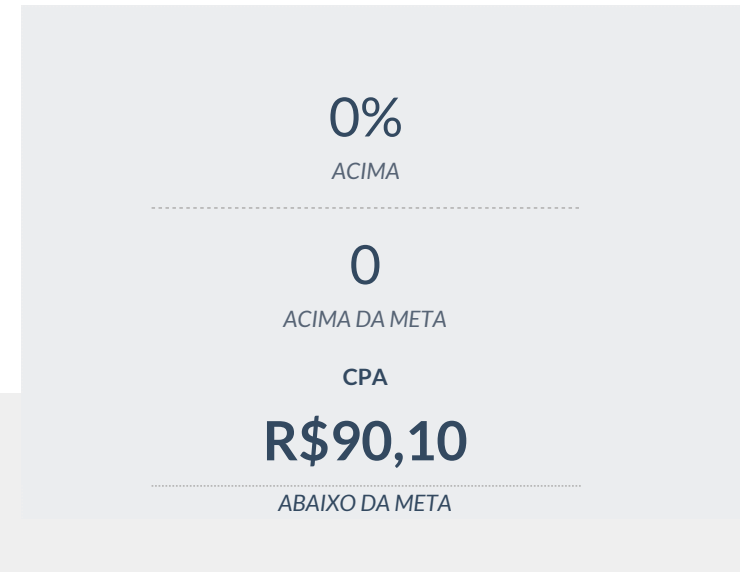 0%
ACIMA
0
ACIMA DA META
CPA
R$90,10
ABAIXO DA META